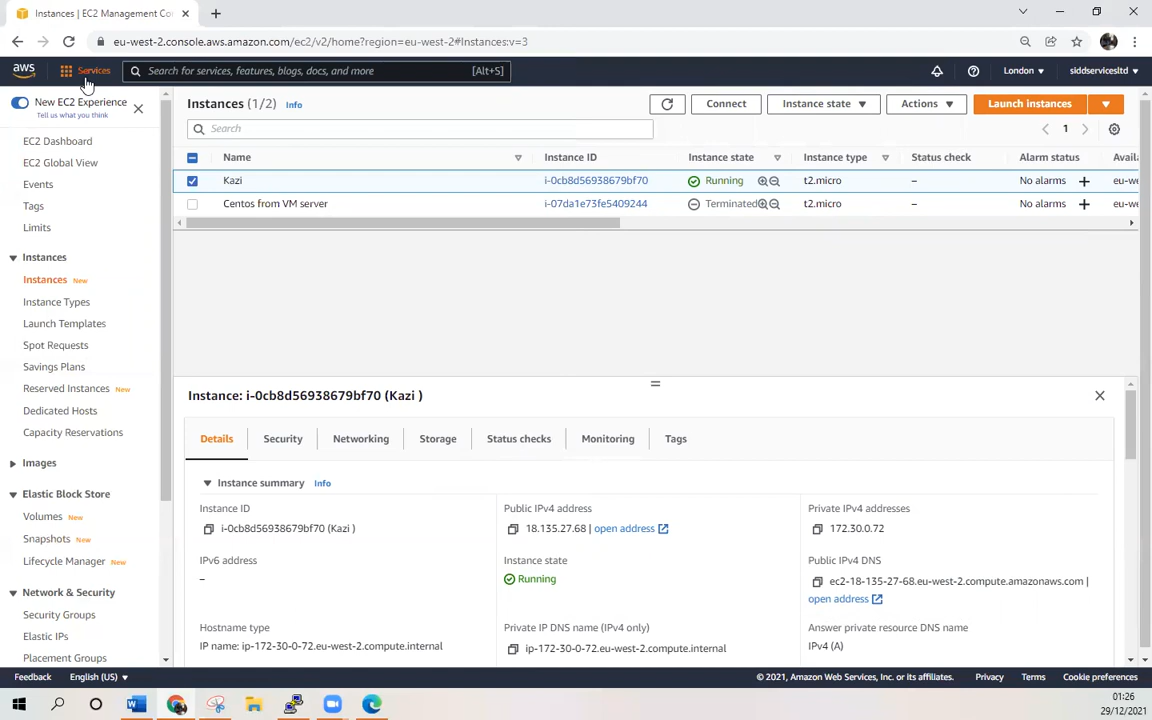 Instances | EC2 Management Co
eu-west-2.console.aws.amazon.com/ec2/v2/home?region=eu-west-2#Instances:v=3
aws
Services
Search for services, features, blogs, docs, and more
[Alt+S]
London
siddservicesltd
New EC2 Experience
Tell us what you think
EC2 Dashboard
EC2 Global View
Events
Tags
Limits
Instances
Instances New
Instance Types
Launch Templates
Spot Requests
Savings Plans
Reserved Instances New
Dedicated Hosts
Capacity Reservations
Images
Elastic Block Store
Volumes New
Snapshots New
Lifecycle Manager New
Network & Security
Security Groups
Elastic IPs
Placement Groups
Instances (1/2) Info
Connect
Instance state
Actions
Launch instances
Search
1
Name Instance ID Instance state Instance type Status check Alarm status Availa
Kazi i-0cb8d56938679bf70 Running t2.micro – No alarms + eu-we
Centos from VM server i-07da1e73fe5409244 Terminated t2.micro – No alarms + eu-we
Instance: i-0cb8d56938679bf70 (Kazi )
Details Security Networking Storage Status checks Monitoring Tags
Instance summary Info
Instance ID
i-0cb8d56938679bf70 (Kazi )
Public IPv4 address
18.135.27.68 | open address
Private IPv4 addresses
172.30.0.72
IPv6 address
–
Instance state
Running
Public IPv4 DNS
ec2-18-135-27-68.eu-west-2.compute.amazonaws.com |
open address
Hostname type
IP name: ip-172-30-0-72.eu-west-2.compute.internal
Private IP DNS name (IPv4 only)
ip-172-30-0-72.eu-west-2.compute.internal
Answer private resource DNS name
IPv4 (A)
Feedback
English (US)
© 2021, Amazon Web Services, Inc. or its affiliates.
Privacy
Terms
Cookie preferences
01:26
29/12/2021